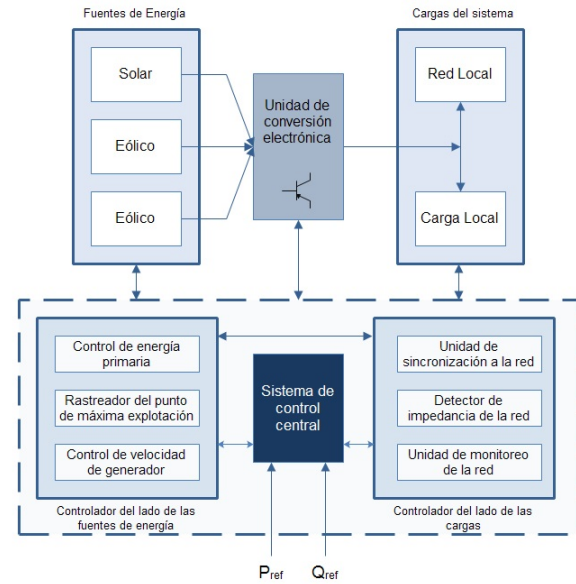 Fuentes de Energía
Cargas del sistema
Solar
Eólico
Eólico
Unidad de
conversión
electrónica
Red Local
Carga Local
Control de energía
primaria
Rastreador del punto
de máxima explotación
Control de velocidad
de generador
Controlador del lado de las
fuentes de energía
Sistema de
control
central
Unidad de
sincronización a la red
Detector de
impedancia de la red
Unidad de monitoreo
de la red
Controlador del lado de las
cargas
Pref
Qref